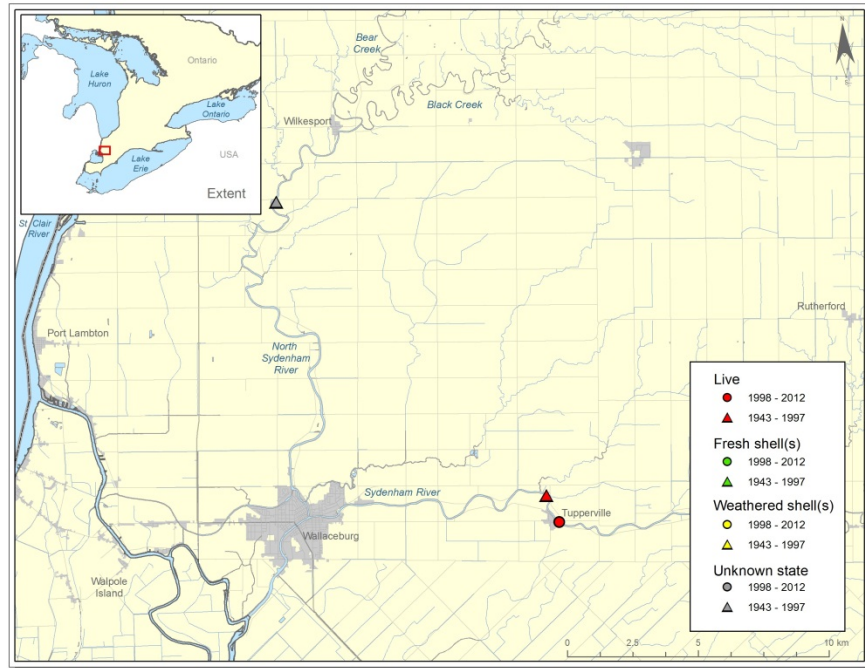 Ontario
Lake
Huron
Lake
Ontario
USA
Lake
Erie
Extent
Bear
Creek
N
Black Creek
Wilkesport
St. Clair
River
Rutherford
Port Lambton
North
Sydenham
River
Sydenham River
Tupperville
Wallaceburg
Walpole
Island
Live
1998 - 2012
1943 - 1997
Fresh shell(s)
1998 - 2012
1943 - 1997
Weathered shell(s)
1998 - 2012
1943 - 1997
Unknown state
1998 - 2012
1943 - 1997
0 2.5 5 10 km